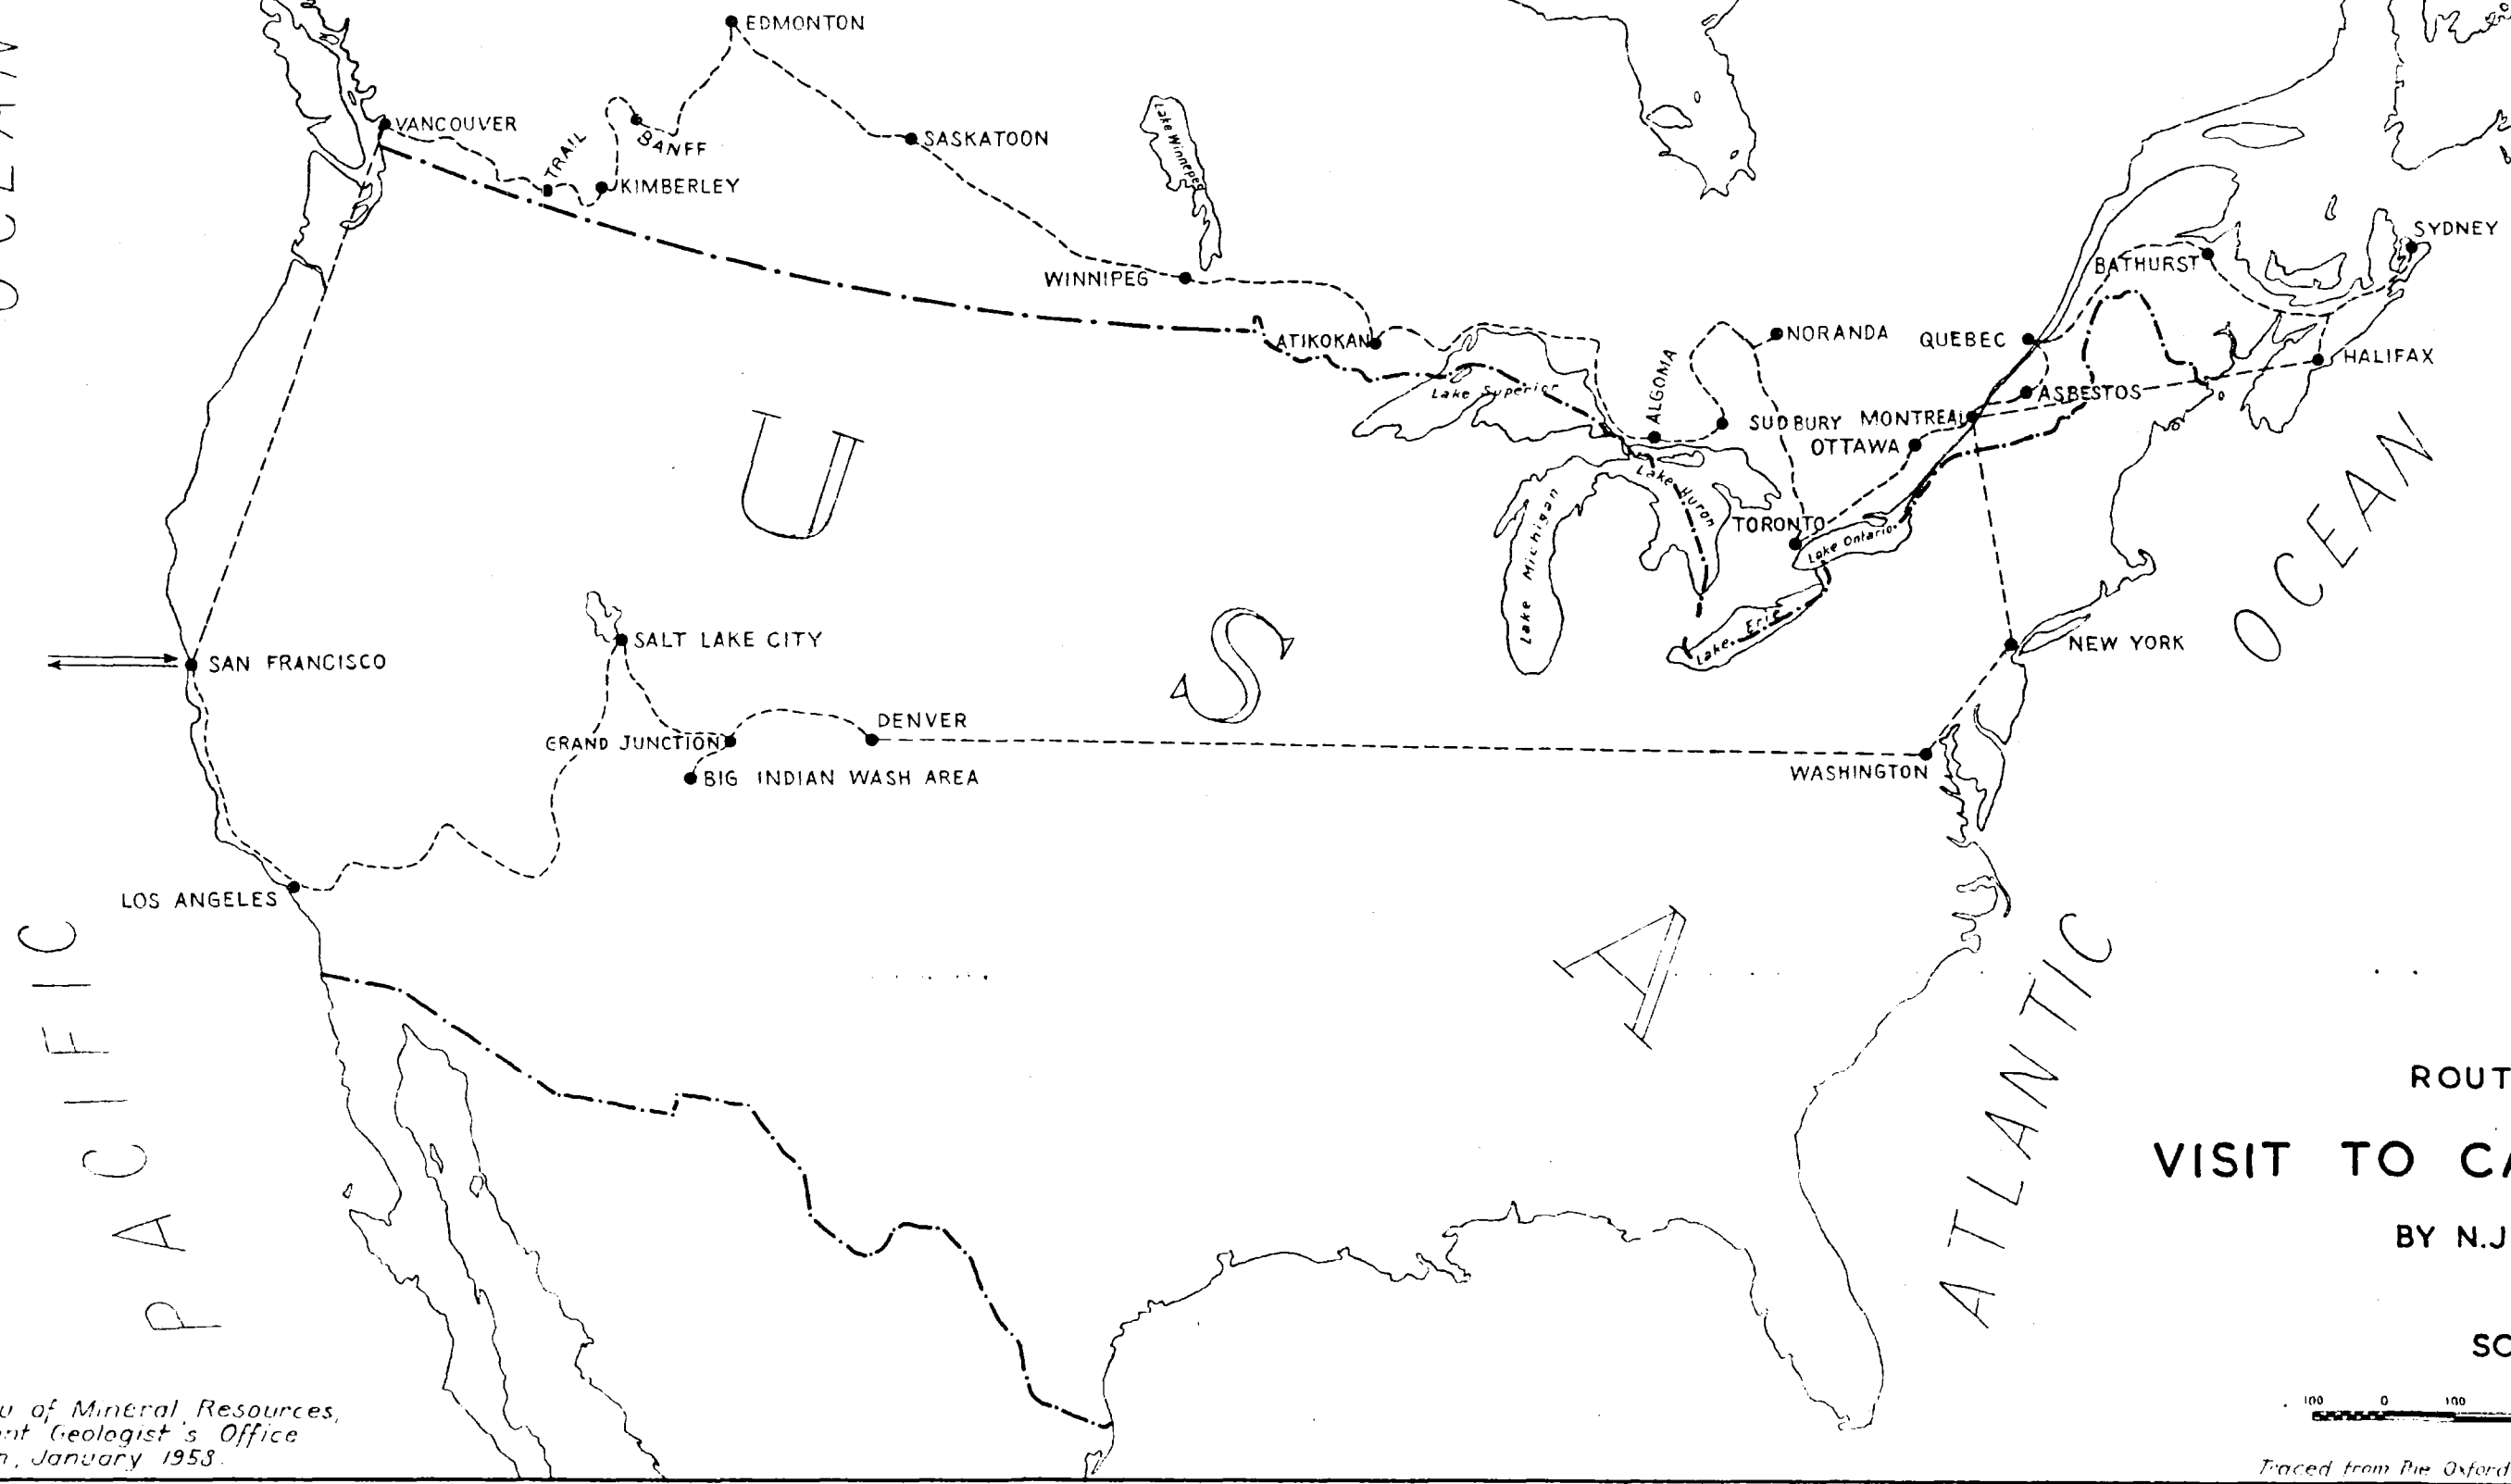 EDMONTON
VANCOUVER
TRAIL
BANFF
KIMBERLEY
SASKATOON
Lake Winnepeg
WINNIPEG
ATIKOKAN
Lake Superior
ALGOMA
NORANDA
SUDBURY
QUEBEC
BATHURST
SYDNEY
HALIFAX
ASBESTOS
MONTREAL
OTTAWA
TORONTO
Lake Huron
Lake Michigan
Lake Ontario
Lake Erie
U
S
A
SAN FRANCISCO
SALT LAKE CITY
GRAND JUNCTION
DENVER
BIG INDIAN WASH AREA
WASHINGTON
NEW YORK
LOS ANGELES
PACIFIC
OCEAN
ATLANTIC
OCEAN
ROUT
VISIT TO CA
BY N.J
SC
100 0 100
of Mineral Resources,
Geologist s Office
January 1958.
Traced from The Oxford